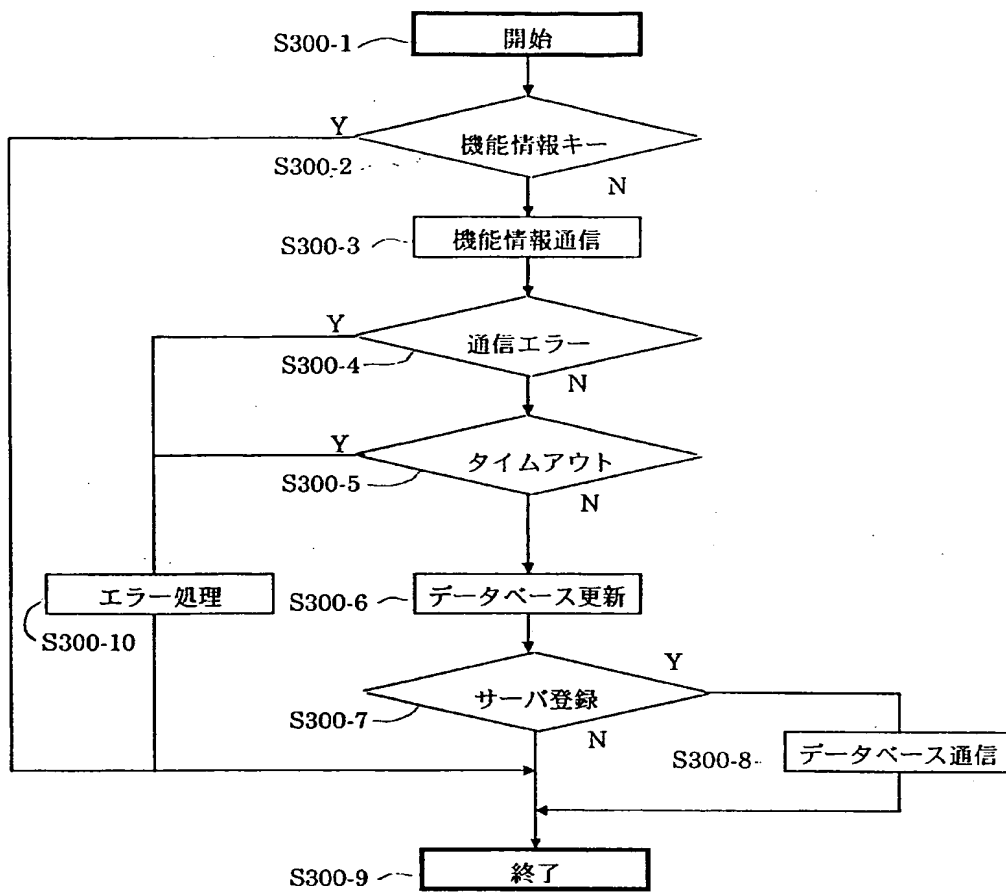 S300-1
開始
Y
機能情報キー
S300-2
N
S300-3
機能情報通信
Y
通信エラー
S300-4
N
Y
タイムアウト
S300-5
N
エラー処理
S300-6
データベース更新
S300-10
Y
サーバ登録
S300-7
N
S300-8
データベース通信
S300-9
終了